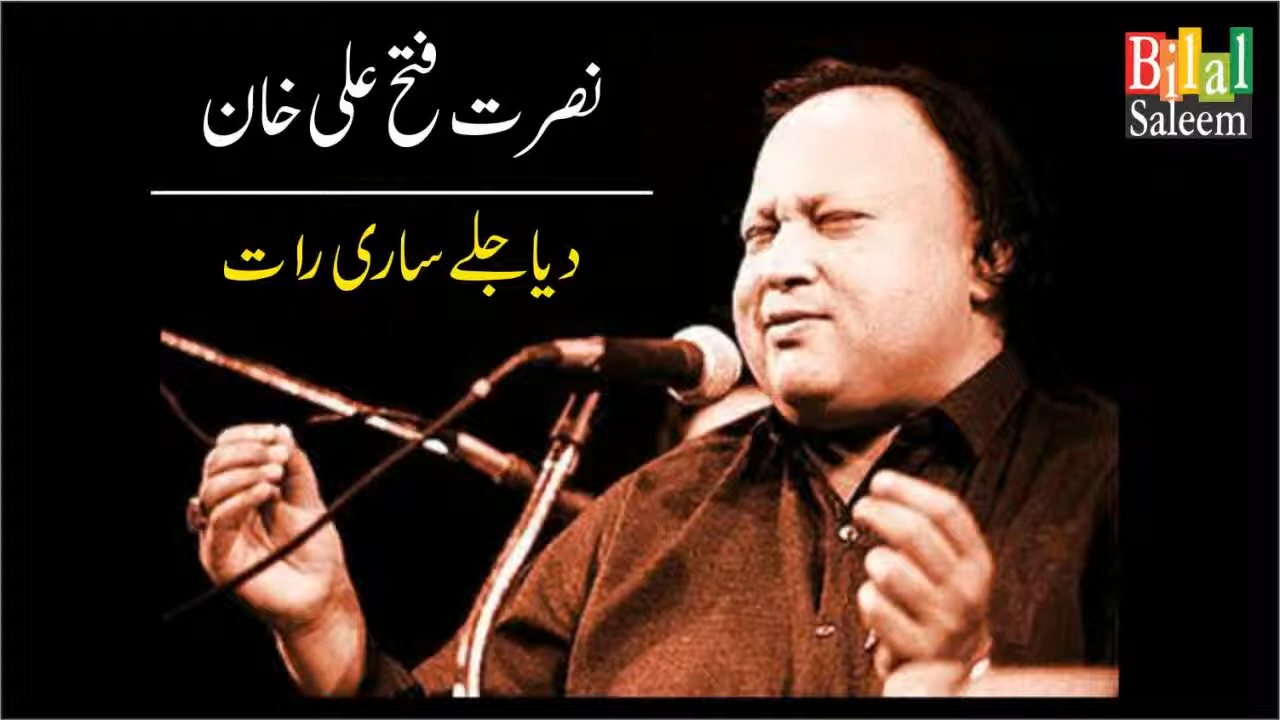 نصرت فتح علی خان
دیا جلے ساری رات
Bilal
Saleem